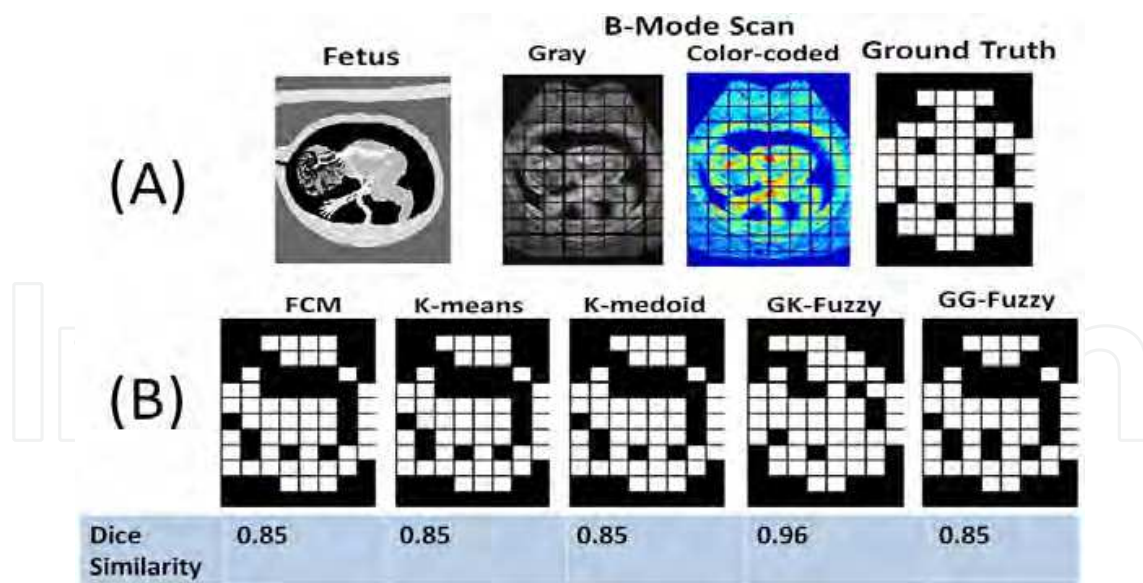 B-Mode Scan
Fetus
Gray
Color-coded
Ground Truth
(A)
FCM
K-means
K-medoid
GK-Fuzzy
GG-Fuzzy
(B)
Dice Similarity
0.85
0.85
0.85
0.96
0.85